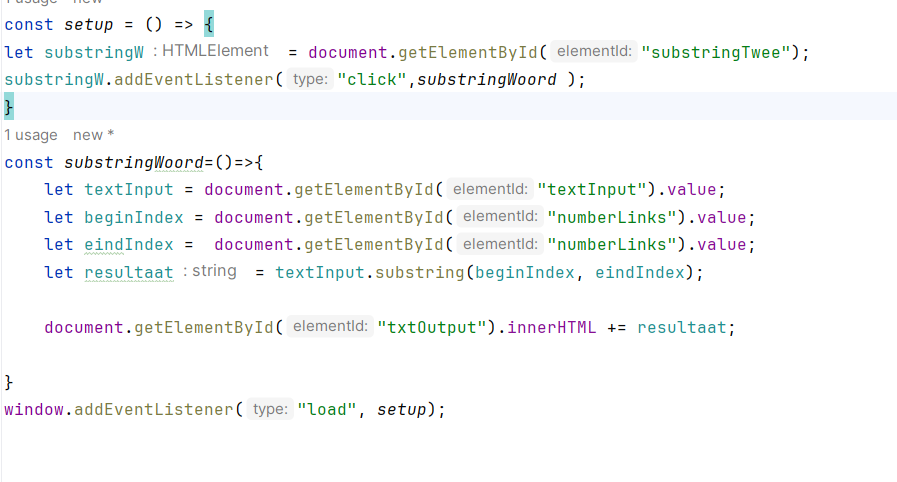 1 usage new *
const setup = () => {
let substringW : HTMLElement = document.getElementById( elementId: "substringTwee");
substringW.addEventListener( type: "click",substringWoord );
}
1 usage new *
const substringWoord=()=>{
    let textInput = document.getElementById( elementId: "textInput").value;
    let beginIndex = document.getElementById( elementId: "numberLinks").value;
    let eindIndex =  document.getElementById( elementId: "numberLinks").value;
    let resultaat : string = textInput.substring(beginIndex, eindIndex);
    document.getElementById( elementId: "txtOutput").innerHTML += resultaat;
}
window.addEventListener( type: "load", setup);